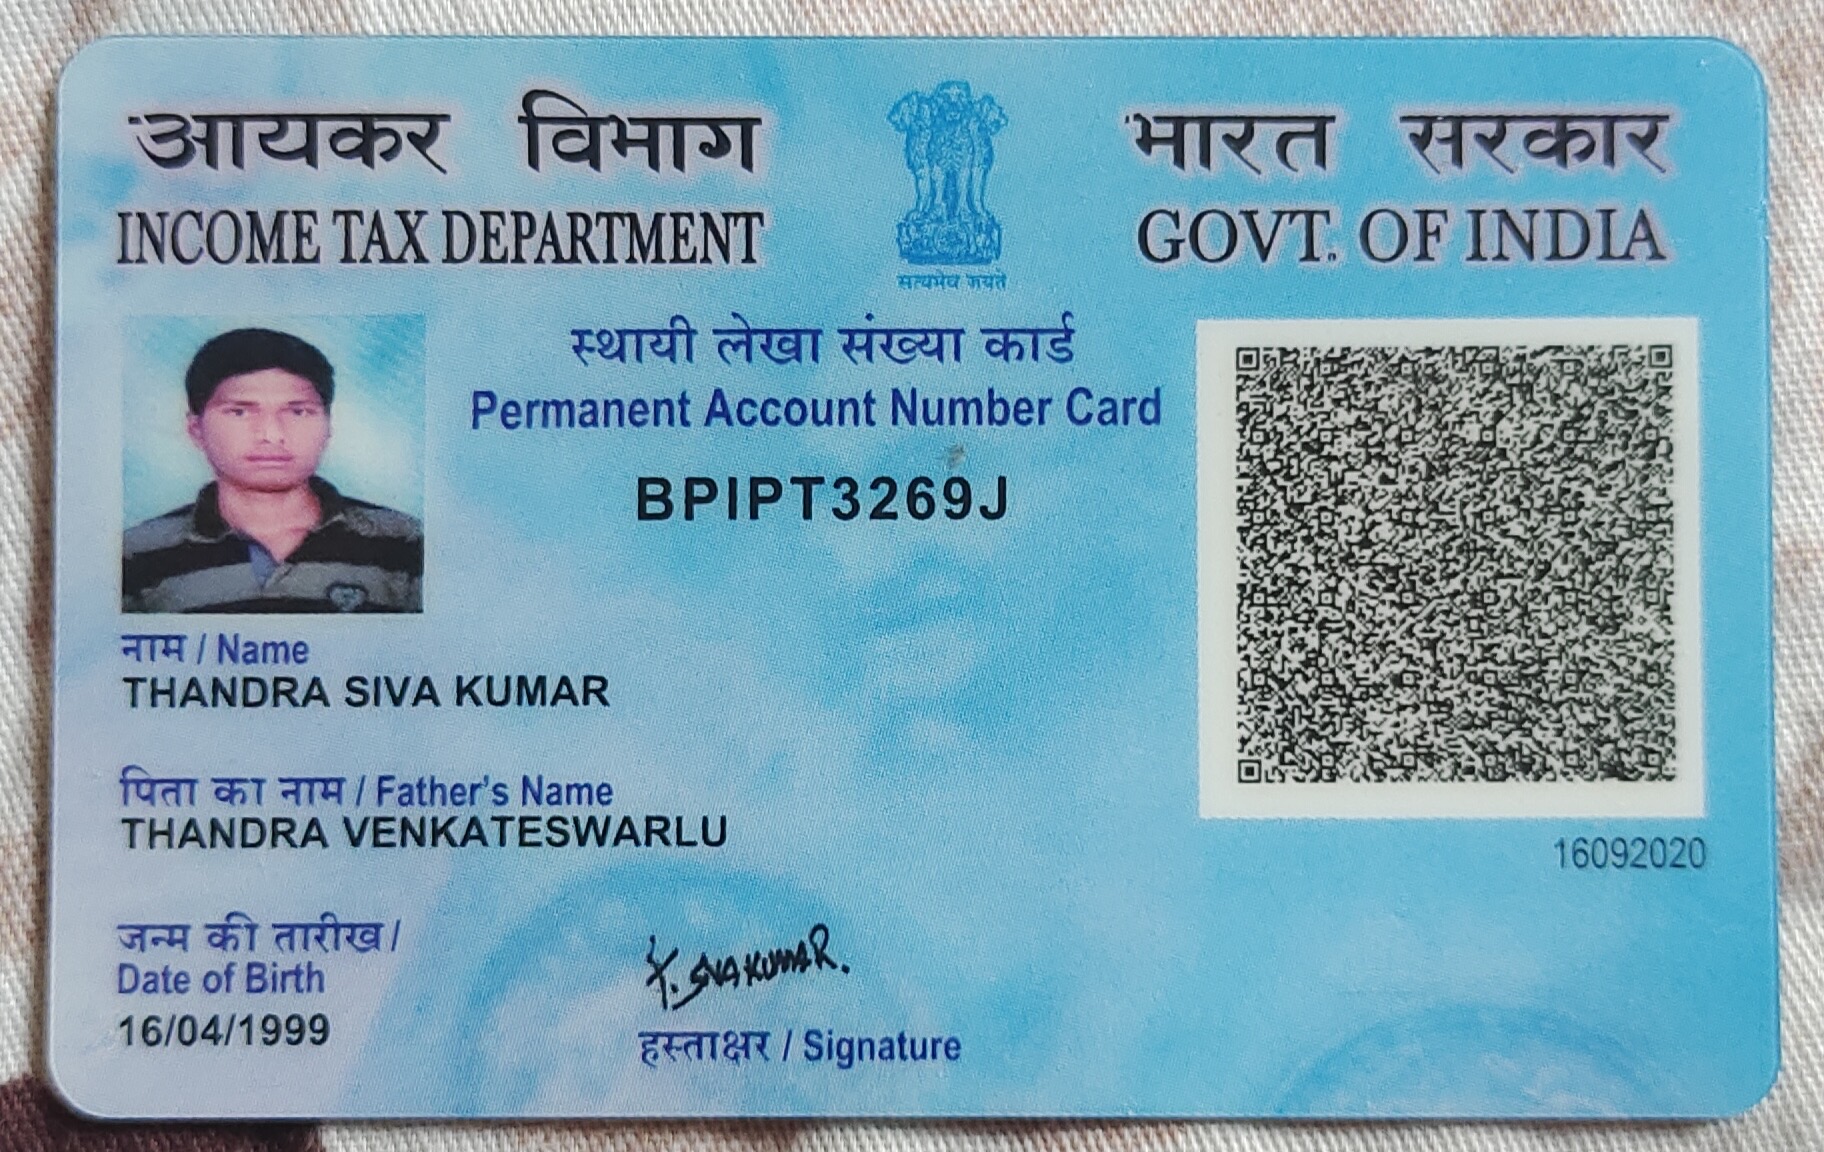 आयकर विभाग
INCOME TAX DEPARTMENT
भारत सरकार
GOVT. OF INDIA
सत्यमेव जयते
स्थायी लेखा संख्या कार्ड
Permanent Account Number Card
BPIPT3269J
नाम / Name
THANDRA SIVA KUMAR
पिता का नाम / Father's Name
THANDRA VENKATESWARLU
16092020
जन्म की तारीख /
Date of Birth
16/04/1999
T. SIVA KUMAR.
हस्ताक्षर / Signature